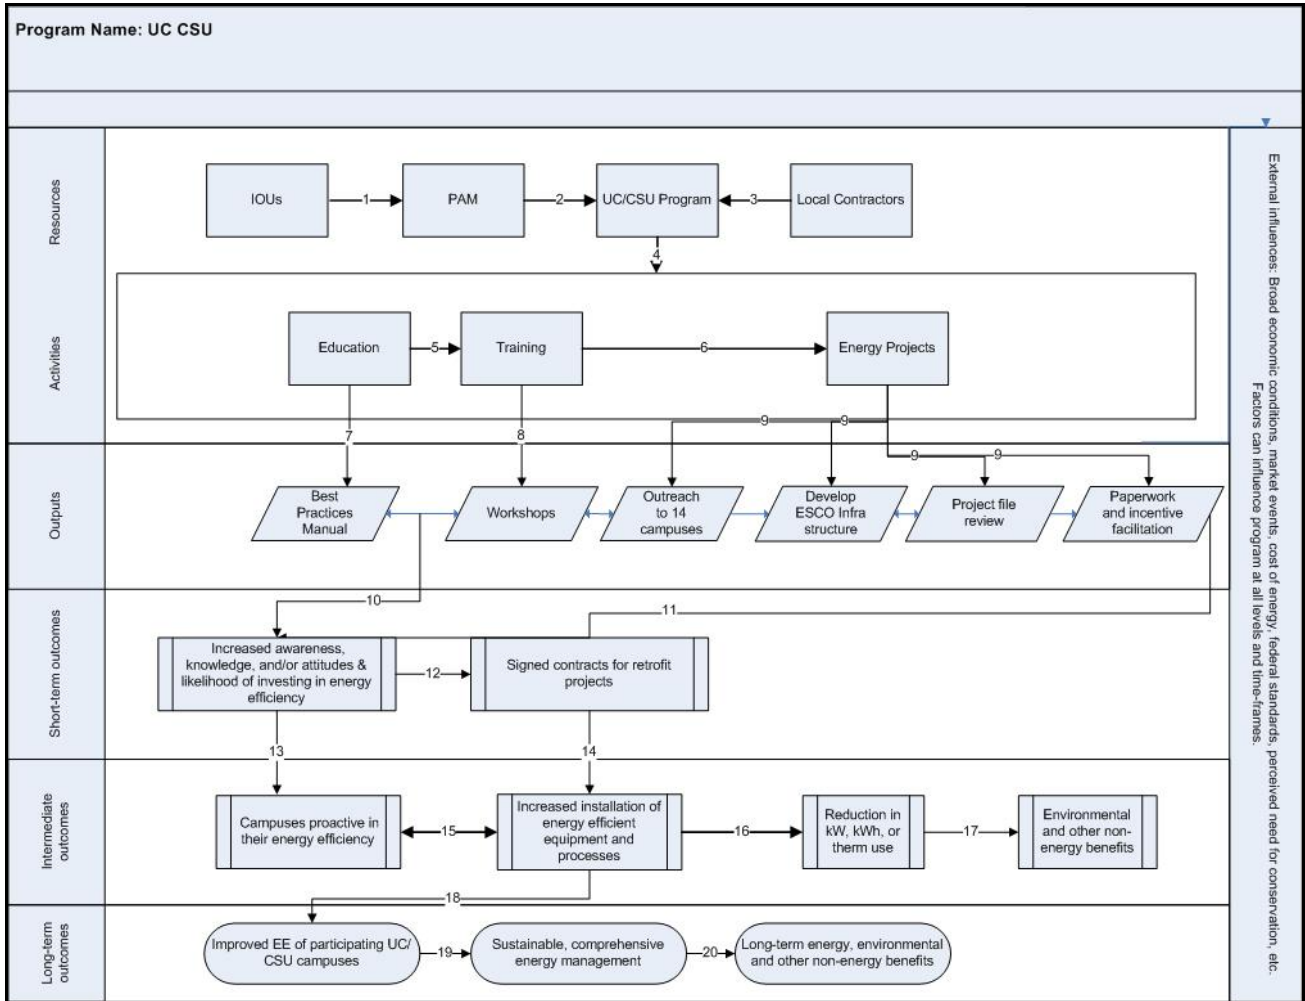 Program Name: UC CSU
Resources
IOUs
1
PAM
2
UC/CSU Program
3
Local Contractors
4
Activities
Education
5
Training
6
Energy Projects
7
8
9
9
9
9
Outputs
Best
Practices
Manual
Workshops
Outreach
to 14
campuses
Develop
ESCO Infra
structure
Project file
review
Paperwork
and incentive
facilitation
10
11
Short-term outcomes
Increased awareness,
knowledge, and/or attitudes &
likelihood of investing in energy
efficiency
12
Signed contracts for retrofit
projects
13
14
Intermediate
outcomes
Campuses proactive in
their energy efficiency
15
Increased installation of
energy efficient
equipment and
processes
16
Reduction in
kW, kWh, or
therm use
17
Environmental
and other non-
energy benefits
18
Long-term
outcomes
Improved EE of participating UC/
CSU campuses
19
Sustainable, comprehensive
energy management
20
Long-term energy, environmental
and other non-energy benefits
External influences: Broad economic conditions, market events, cost of energy, federal standards, perceived need for conservation, etc.
Factors can influence program at all levels and time-frames.